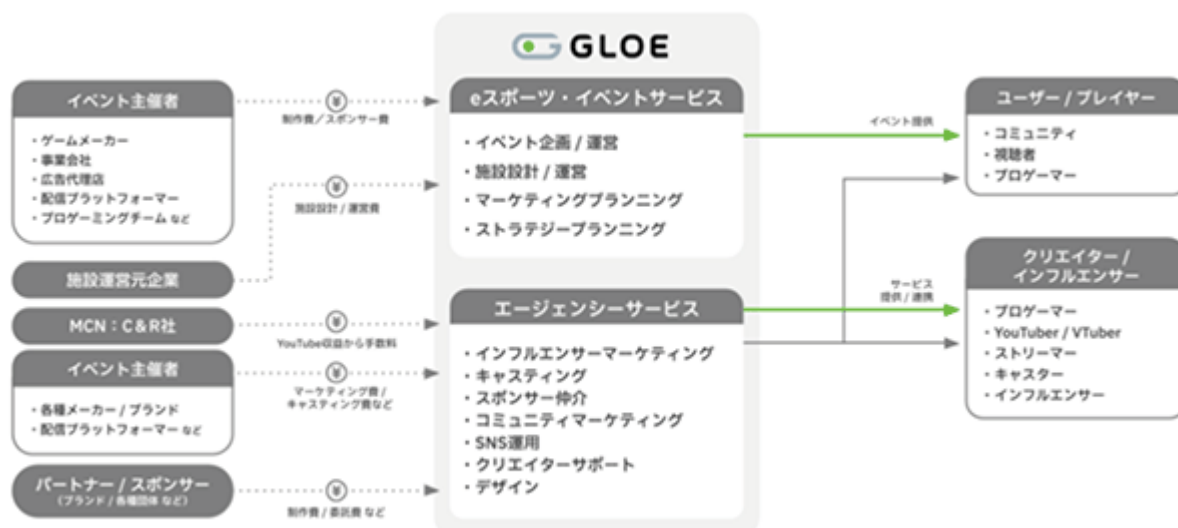 GLOE
イベント主催者
・ゲームメーカー
・事業会社
・広告代理店
・配信プラットフォーマー
・プロゲーミングチーム など
施設運営元企業
MCN：C＆R社
イベント主催者
・各種メーカー / ブランド
・配信プラットフォーマー など
パートナー / スポンサー
（ブランド / 各種団体 など）
¥
制作費／スポンサー費
¥
施設設計 / 運営費
¥
YouTube収益から手数料
¥
マーケティング費 /
キャスティング費など
¥
制作費 / 委託費 など
eスポーツ・イベントサービス
・イベント企画 / 運営
・施設設計 / 運営
・マーケティングプランニング
・ストラテジープランニング
エージェンシーサービス
・インフルエンサーマーケティング
・キャスティング
・スポンサー仲介
・コミュニティマーケティング
・SNS運用
・クリエイターサポート
・デザイン
イベント提供
サービス
提供 / 連携
ユーザー / プレイヤー
・コミュニティ
・視聴者
・プロゲーマー
クリエイター /
インフルエンサー
・プロゲーマー
・YouTuber / VTuber
・ストリーマー
・キャスター
・インフルエンサー